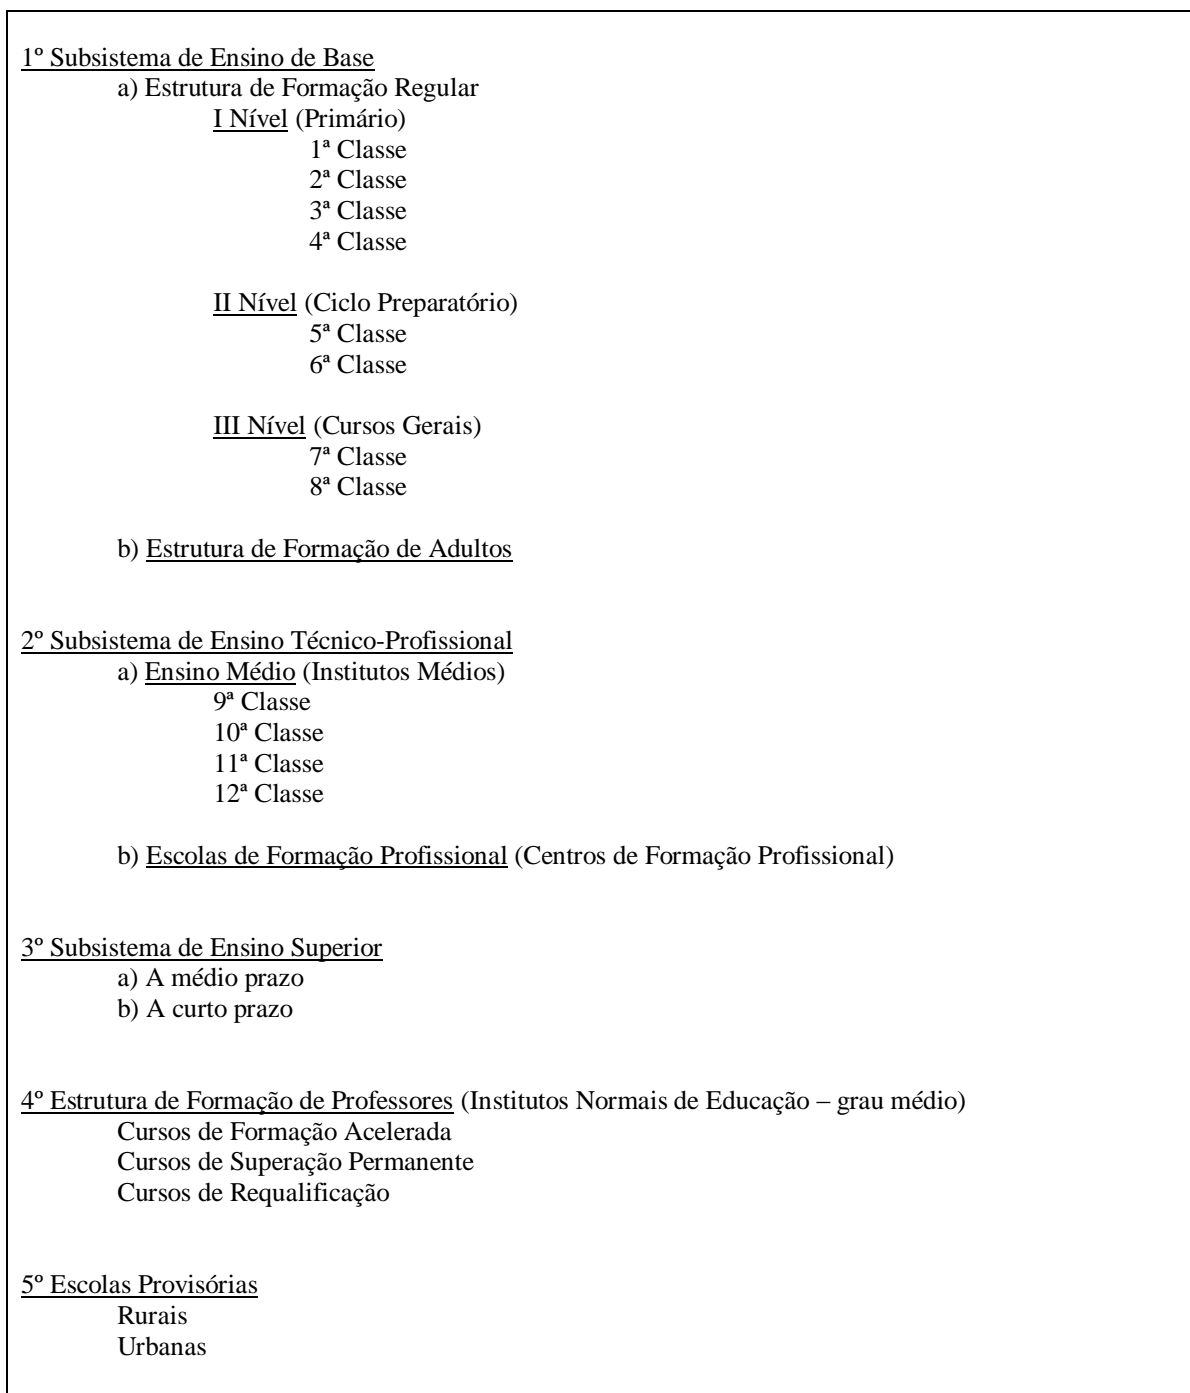 1º Subsistema de Ensino de Base
a) Estrutura de Formação Regular
I Nível (Primário)
1ª Classe
2ª Classe
3ª Classe
4ª Classe
II Nível (Ciclo Preparatório)
5ª Classe
6ª Classe
III Nível (Cursos Gerais)
7ª Classe
8ª Classe
b) Estrutura de Formação de Adultos
2º Subsistema de Ensino Técnico-Profissional
a) Ensino Médio (Institutos Médios)
9ª Classe
10ª Classe
11ª Classe
12ª Classe
b) Escolas de Formação Profissional (Centros de Formação Profissional)
3º Subsistema de Ensino Superior
a) A médio prazo
b) A curto prazo
4º Estrutura de Formação de Professores (Institutos Normais de Educação – grau médio)
Cursos de Formação Acelerada
Cursos de Superação Permanente
Cursos de Requalificação
5º Escolas Provisórias
Rurais
Urbanas